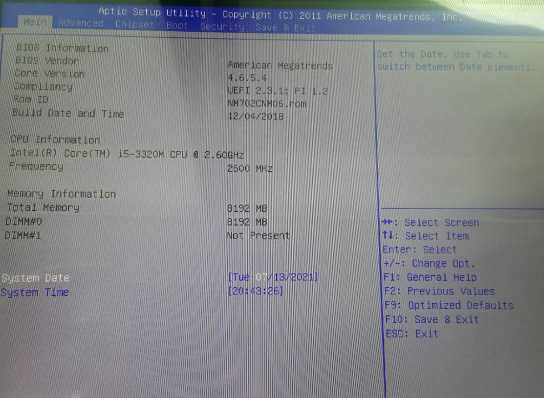 Aptio Setup Utility - Copyright (C) 2011 American Megatrends, Inc.
Main Advanced Chipset Boot Security Save & Exit
BIOS Information
BIOS Vendor American Megatrends
Core Version 4.6.5.4
Compliancy UEFI 2.3.1; PI 1.2
Rom ID NM702CNM06.rom
Build Date and Time 12/04/2018
CPU Information
Intel(R) Core(TM) i5-3320M CPU @ 2.60GHz
Frequency 2600 MHz
Memory Information
Total Memory 8192 MB
DIMM#0 8192 MB
DIMM#1 Not Present
System Date [Tue 07/13/2021]
System Time [20:43:26]
Set the Date. Use Tab to
switch between Date elements.
→←: Select Screen
↑↓: Select Item
Enter: Select
+/-: Change Opt.
F1: General Help
F2: Previous Values
F9: Optimized Defaults
F10: Save & Exit
ESC: Exit